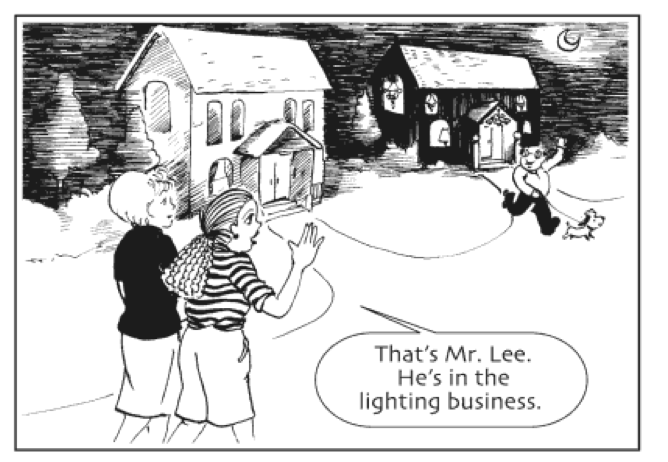 That's Mr. Lee.
He's in the
lighting business.